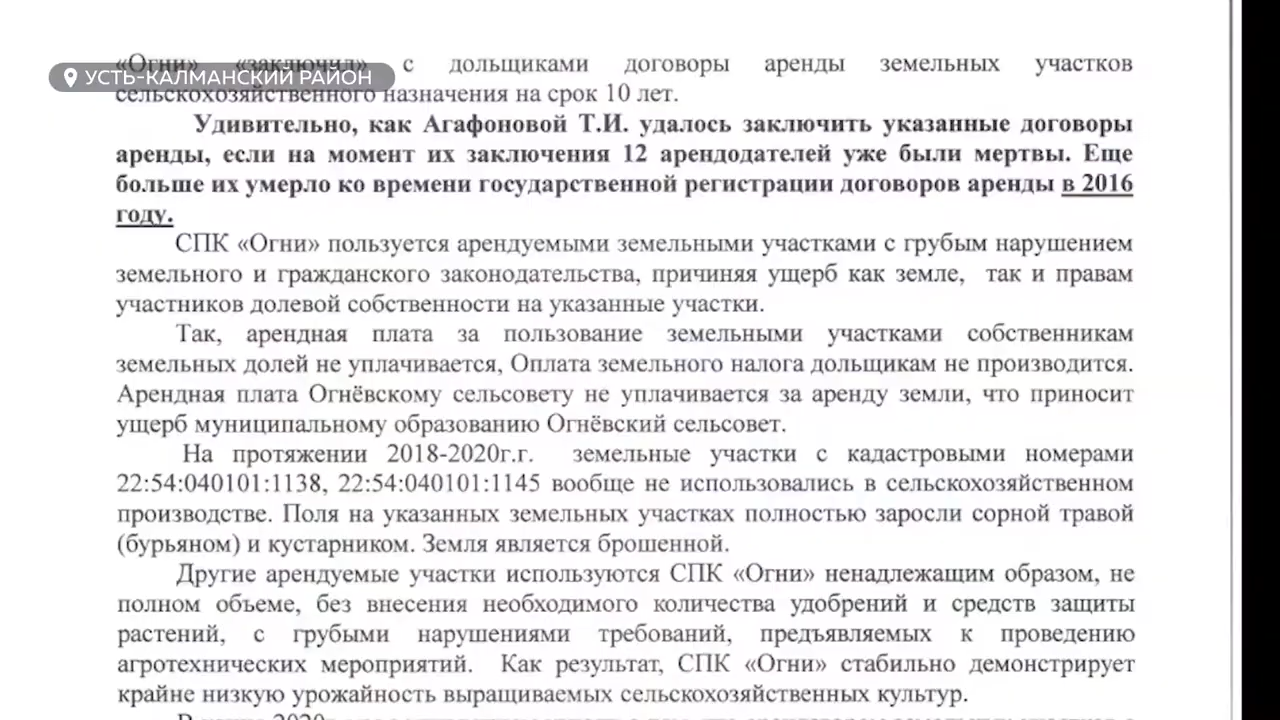 «Огни» «заключил» с дольщиками договоры аренды земельных участков
УСТЬ-КАЛМАНСКИЙ РАЙОН
сельскохозяйственного назначения на срок 10 лет.
Удивительно, как Агафоновой Т.И. удалось заключить указанные договоры
аренды, если на момент их заключения 12 арендодателей уже были мертвы. Еще
больше их умерло ко времени государственной регистрации договоров аренды в 2016
году.
СПК «Огни» пользуется арендуемыми земельными участками с грубым нарушением
земельного и гражданского законодательства, причиняя ущерб как земле, так и правам
участников долевой собственности на указанные участки.
Так, арендная плата за пользование земельными участками собственникам
земельных долей не уплачивается, Оплата земельного налога дольщикам не производится.
Арендная плата Огнёвскому сельсовету не уплачивается за аренду земли, что приносит
ущерб муниципальному образованию Огнёвский сельсовет.
На протяжении 2018-2020г.г. земельные участки с кадастровыми номерами
22:54:040101:1138, 22:54:040101:1145 вообще не использовались в сельскохозяйственном
производстве. Поля на указанных земельных участках полностью заросли сорной травой
(бурьяном) и кустарником. Земля является брошенной.
Другие арендуемые участки используются СПК «Огни» ненадлежащим образом, не
полном объеме, без внесения необходимого количества удобрений и средств защиты
растений, с грубыми нарушениями требований, предъявляемых к проведению
агротехнических мероприятий. Как результат, СПК «Огни» стабильно демонстрирует
крайне низкую урожайность выращиваемых сельскохозяйственных культур.